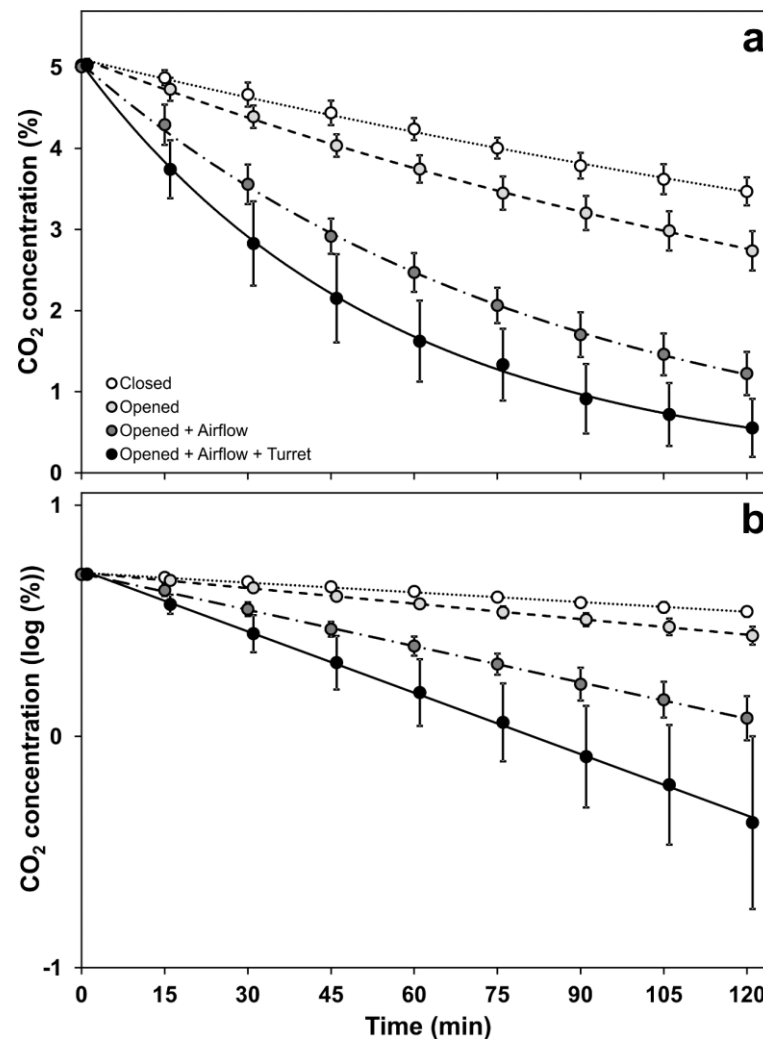 a
CO₂ concentration (%)
5
4
3
2
1
0
Closed
Opened
Opened + Airflow
Opened + Airflow + Turret
b
CO₂ concentration (log (%))
1
0
-1
0 15 30 45 60 75 90 105 120
Time (min)